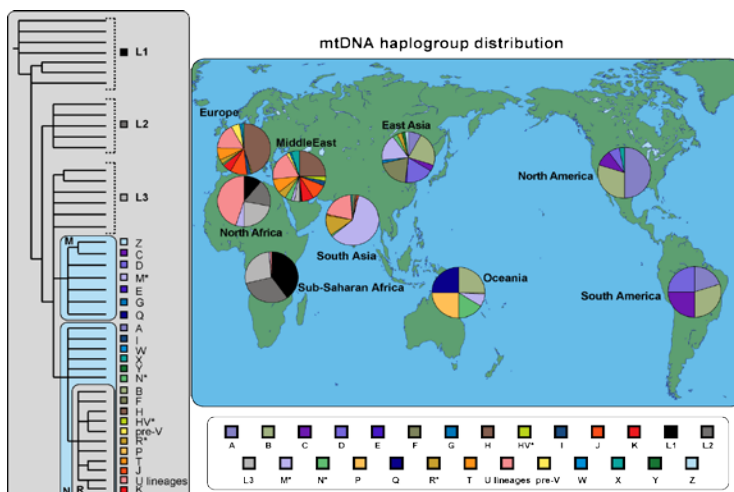 mtDNA haplogroup distribution
L1
L2
L3
M
Z
C
D
M*
E
G
Q
A
I
W
X
Y
N*
B
F
H
HV*
pre-V
R*
P
T
J
U lineages
K
N R
Europe
MiddleEast
East Asia
North America
North Africa
South Asia
Sub-Saharan Africa
Oceania
South America
A B C D E F G H HV* I J K L1 L2
L3 M* N* P Q R* T U lineages pre-V W X Y Z